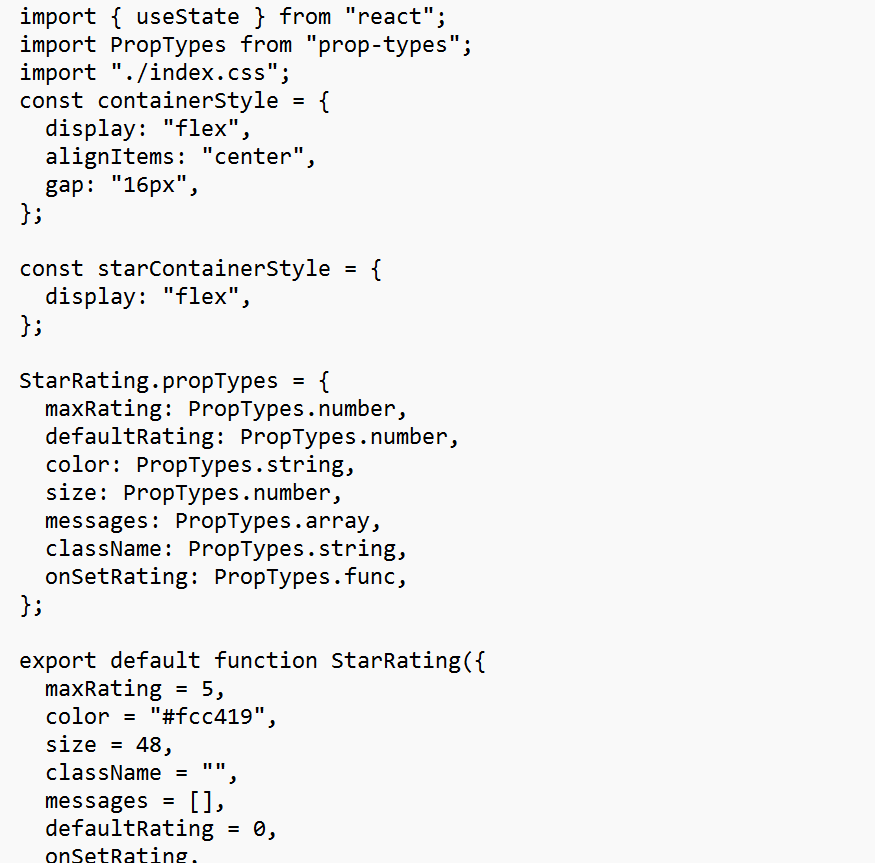 import { useState } from "react";
import PropTypes from "prop-types";
import "./index.css";
const containerStyle = {
  display: "flex",
  alignItems: "center",
  gap: "16px",
};

const starContainerStyle = {
  display: "flex",
};

StarRating.propTypes = {
  maxRating: PropTypes.number,
  defaultRating: PropTypes.number,
  color: PropTypes.string,
  size: PropTypes.number,
  messages: PropTypes.array,
  className: PropTypes.string,
  onSetRating: PropTypes.func,
};

export default function StarRating({
  maxRating = 5,
  color = "#fcc419",
  size = 48,
  className = "",
  messages = [],
  defaultRating = 0,
  onSetRating,